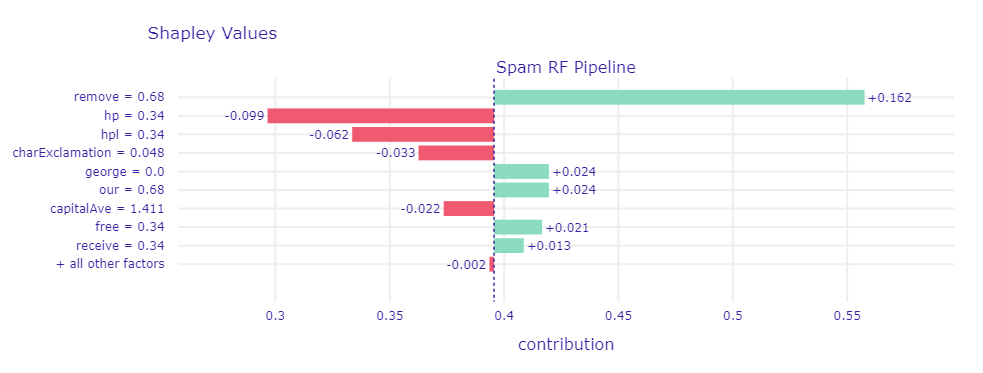 Shapley Values
Spam RF Pipeline
remove = 0.68 +0.162
hp = 0.34 -0.099
hpl = 0.34 -0.062
charExclamation = 0.048 -0.033
george = 0.0 +0.024
our = 0.68 +0.024
capitalAve = 1.411 -0.022
free = 0.34 +0.021
receive = 0.34 +0.013
+ all other factors -0.002
0.3 0.35 0.4 0.45 0.5 0.55
contribution